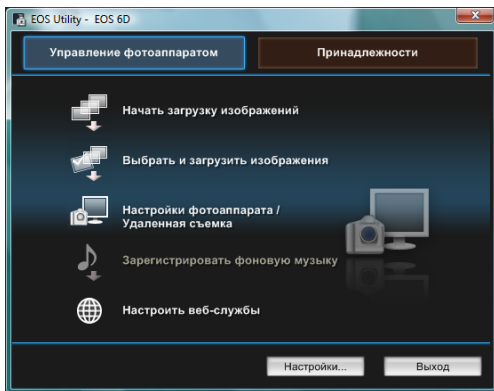 EOS Utility - EOS 6D
Управление фотоаппаратом
Принадлежности
Начать загрузку изображений
Выбрать и загрузить изображения
Настройки фотоаппарата /
Удаленная съемка
Зарегистрировать фоновую музыку
Настроить веб-службы
Настройки...
Выход